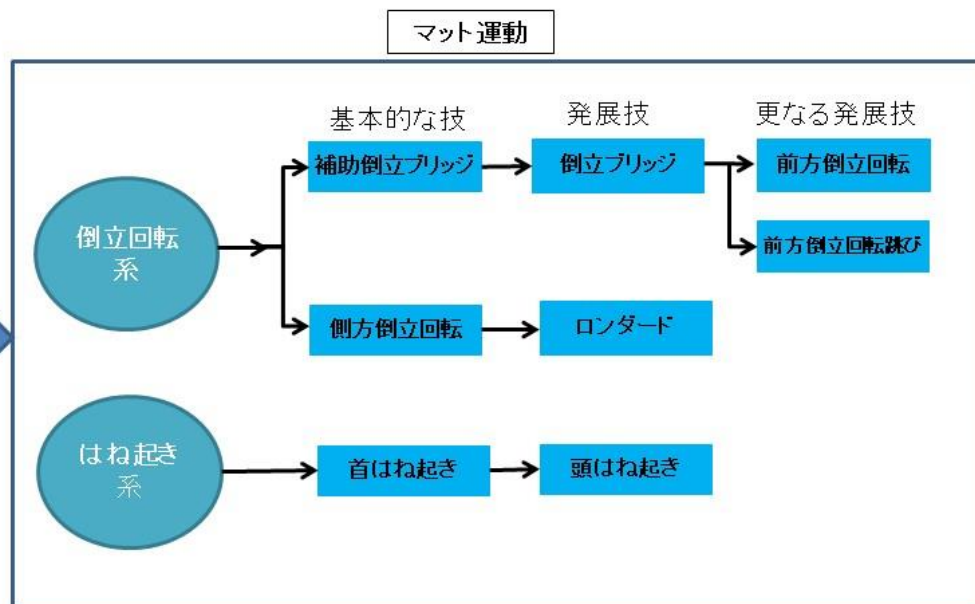 マット運動
基本的な技
発展技
更なる発展技
補助倒立ブリッジ
倒立ブリッジ
前方倒立回転
倒立回転
系
前方倒立回転跳び
側方倒立回転
ロンダード
はね起き
系
首はね起き
頭はね起き